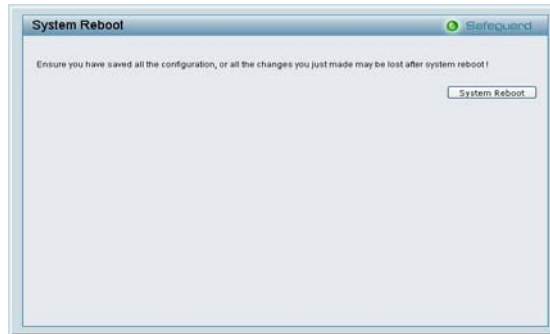 System Reboot
Safeguard
Ensure you have saved all the configuration, or all the changes you just made may be lost after system reboot !
System Reboot